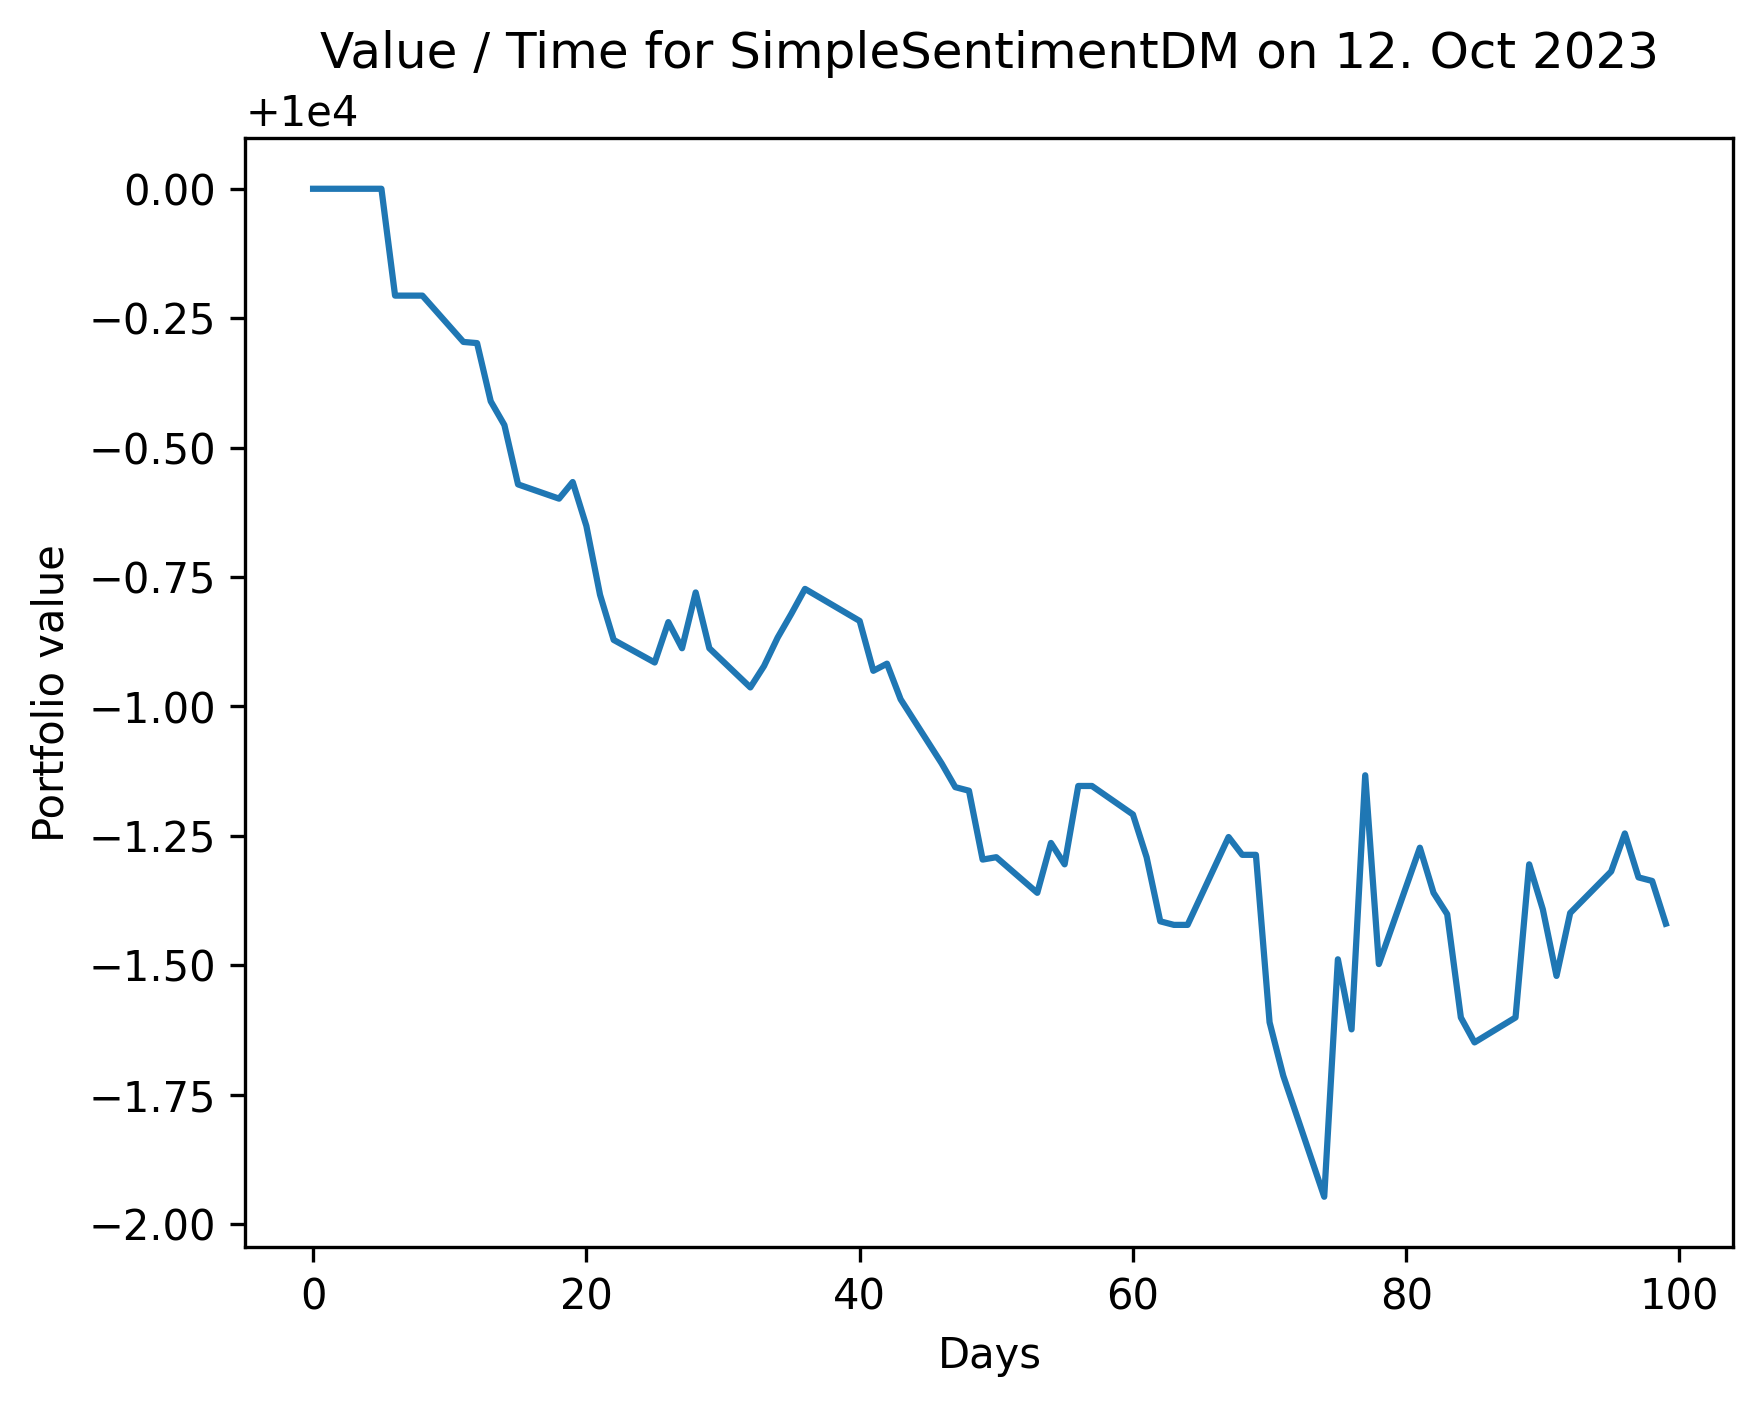 Value / Time for SimpleSentimentDM on 12. Oct 2023
+1e4
0.00
−0.25
−0.50
−0.75
−1.00
−1.25
−1.50
−1.75
−2.00
Portfolio value
0 20 40 60 80 100
Days